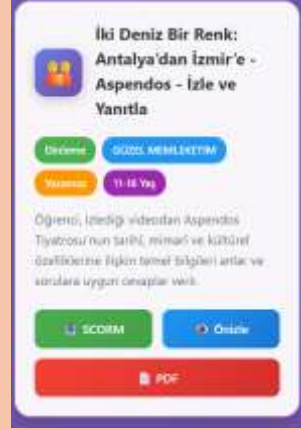 İki Deniz Bir Renk:
Antalya'dan İzmir'e -
Aspendos - İzle ve
Yanıtla
Dinleme
GÜZEL MEMLEKETİM
Yaratıcı
11-16 Yaş
Öğrenci, izlediği videodan Aspendos
Tiyatrosu'nun tarihi, mimari ve kültürel
özelliklerine ilişkin temel bilgileri anlar ve
sorulara uygun cevaplar verir.
SCORM
Önizle
PDF